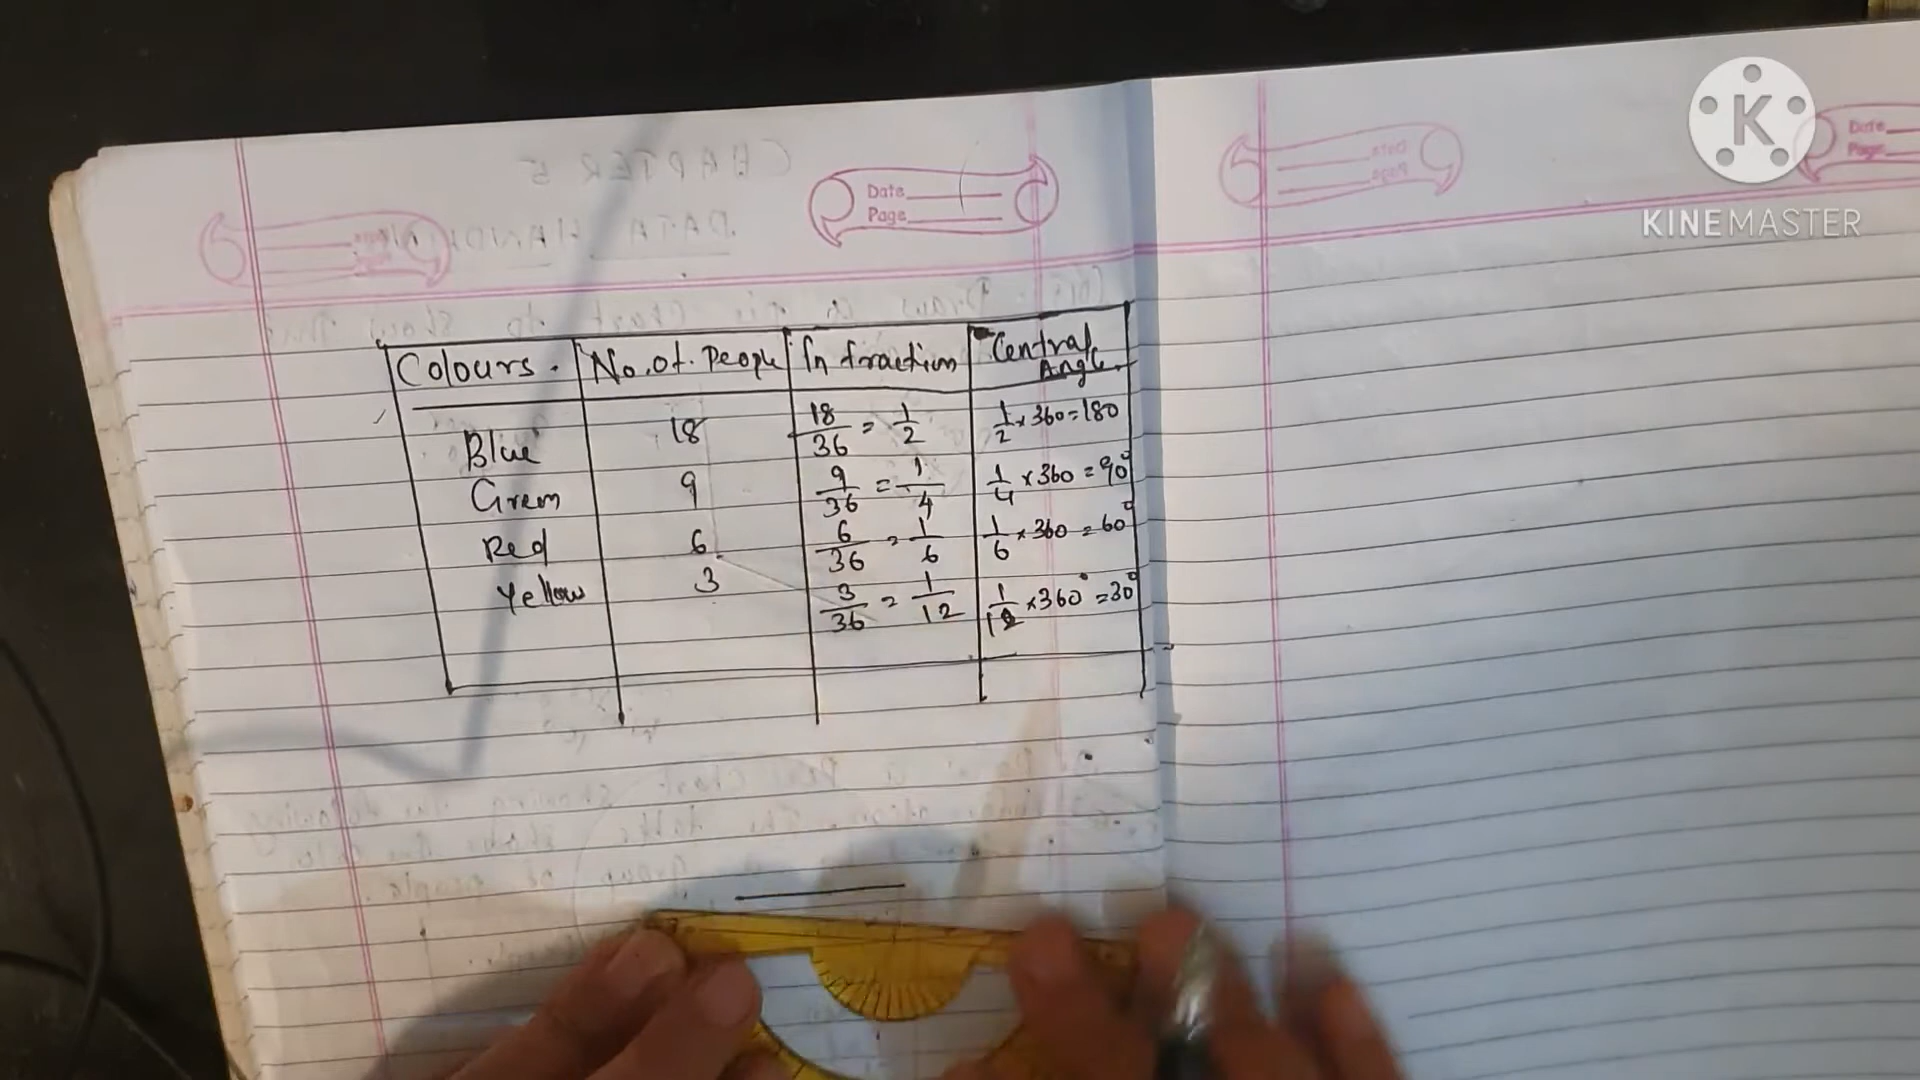 K
KINEMASTER
Date
Page
Date
Page
Colours. No. of. People In fraction Central Angle
Blue 18 18/36 = 1/2 1/2 × 360 = 180
Green 9 9/36 = 1/4 1/4 × 360 = 90°
Red 6 6/36 = 1/6 1/6 × 360 = 60°
Yellow 3 3/36 = 1/12 1/12 × 360° = 30°